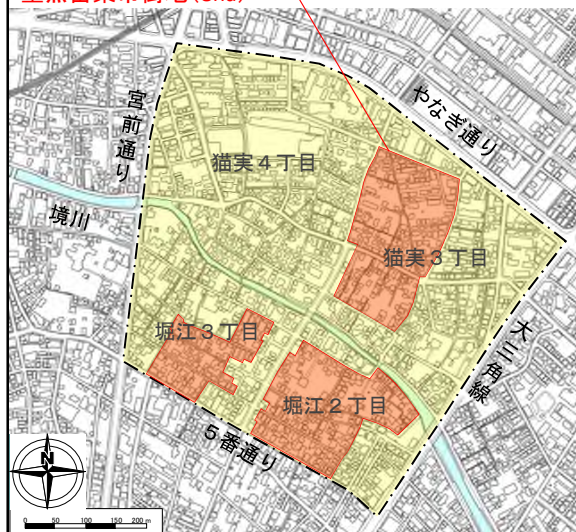 宮前通り
やなぎ通り
猫実4丁目
境川
猫実3丁目
堀江3丁目
大三角線
堀江2丁目
5番通り
N
0 50 100 150 200 m